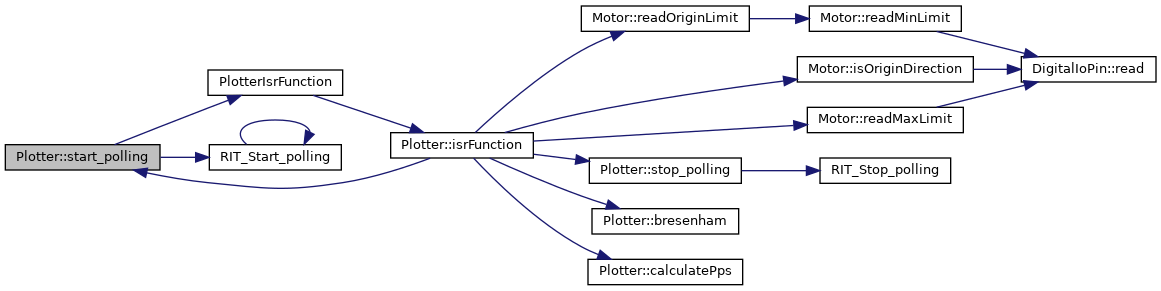 Plotter::start_polling
PlotterIsrFunction
RIT_Start_polling
Plotter::isrFunction
Motor::readOriginLimit
Motor::readMinLimit
Motor::isOriginDirection
DigitalIoPin::read
Motor::readMaxLimit
Plotter::stop_polling
RIT_Stop_polling
Plotter::bresenham
Plotter::calculatePps